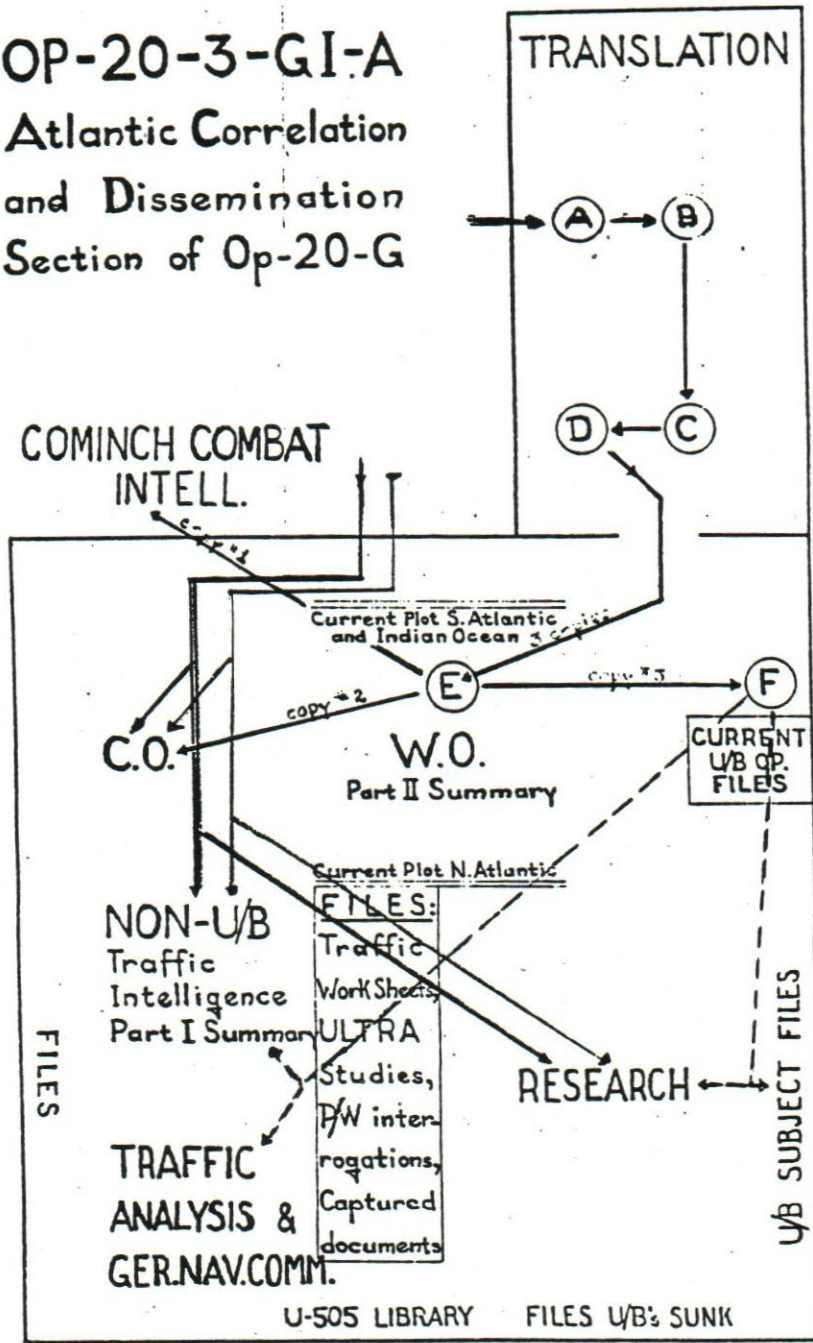 OP-20-3-GI-A
Atlantic Correlation
and Dissemination
Section of Op-20-G
TRANSLATION
A
B
D
C
COMINCH COMBAT
INTELL.
copy #1
Current Plot S. Atlantic
and Indian Ocean
3 copies
E
copy #3
F
copy #2
C.O.
W.O.
Part II Summary
CURRENT
U/B OP.
FILES
Current Plot N. Atlantic
NON-U/B
Traffic
Intelligence
Part I Summary
FILES:
Traffic
Work Sheets,
ULTRA
Studies,
P/W inter-
rogations,
Captured
documents
FILES
RESEARCH
U/B SUBJECT FILES
TRAFFIC
ANALYSIS &
GER.NAV.COMM.
U-505 LIBRARY
FILES U/B's SUNK